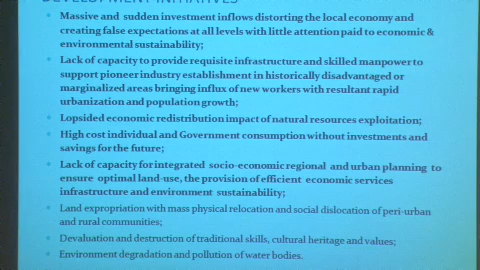 DEVELOPMENT INITIATIVES
Massive and sudden investment inflows distorting the local economy and
creating false expectations at all levels with little attention paid to economic &
environmental sustainability;
Lack of capacity to provide requisite infrastructure and skilled manpower to
support pioneer industry establishment in historically disadvantaged or
marginalized areas bringing influx of new workers with resultant rapid
urbanization and population growth;
Lopsided economic redistribution impact of natural resources exploitation;
High cost individual and Government consumption without investments and
savings for the future;
Lack of capacity for integrated socio-economic regional and urban planning to
ensure optimal land-use, the provision of efficient economic services
infrastructure and environment sustainability;
Land expropriation with mass physical relocation and social dislocation of peri-urban
and rural communities;
Devaluation and destruction of traditional skills, cultural heritage and values;
Environment degradation and pollution of water bodies.